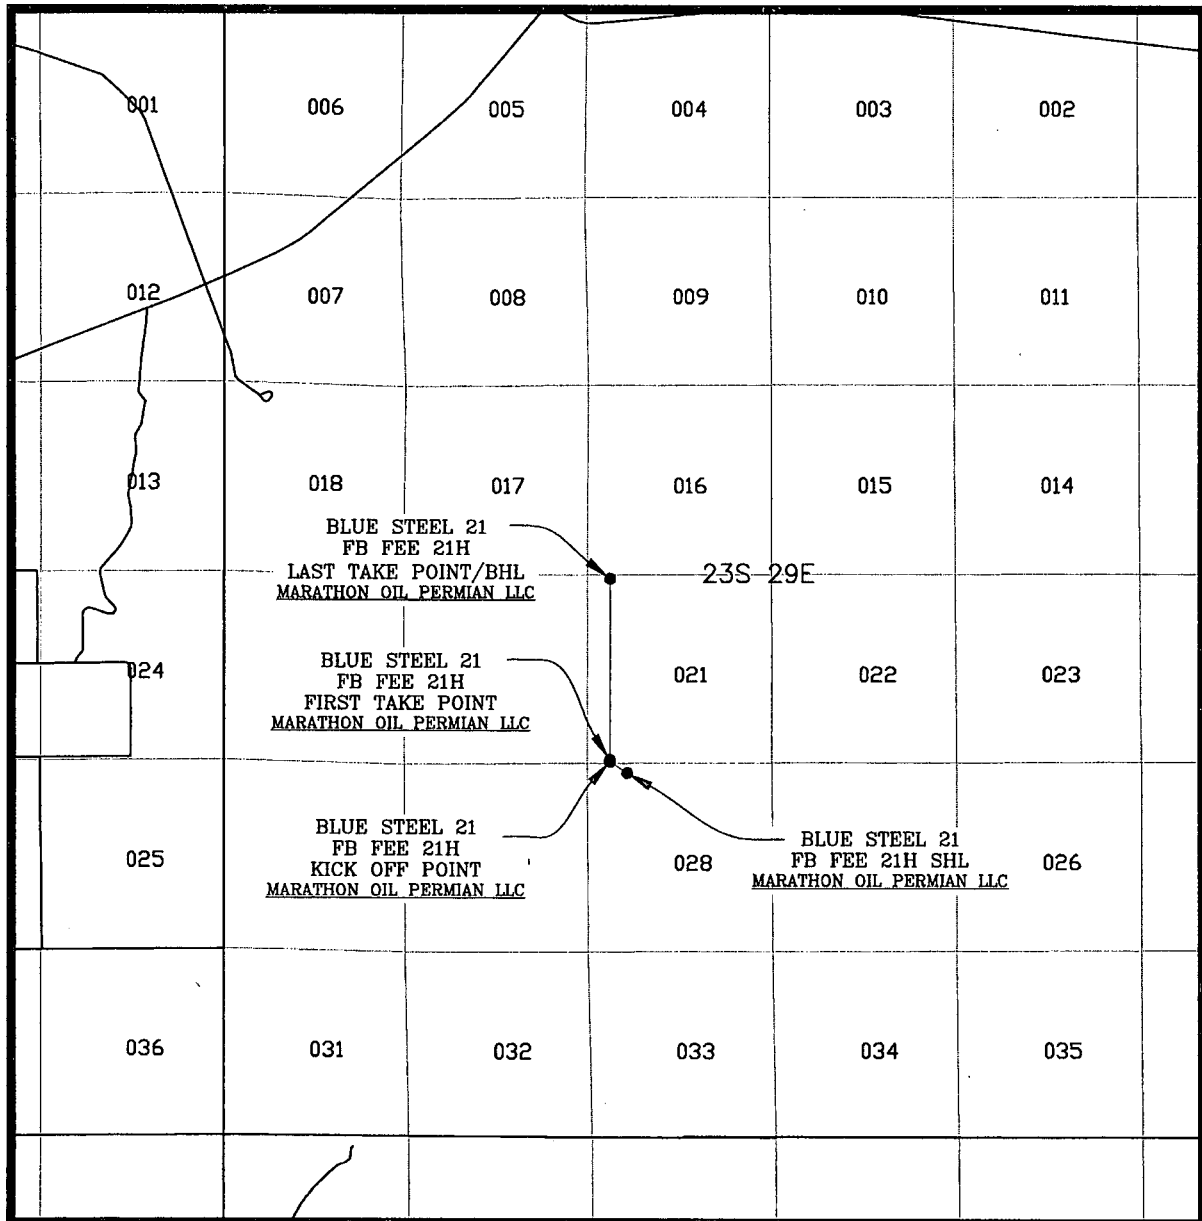 001
006
005
004
003
002
012
007
008
009
010
011
013
018
017
016
015
014
BLUE STEEL 21
FB FEE 21H
LAST TAKE POINT/BHL
MARATHON OIL PERMIAN LLC
23S 29E
024
BLUE STEEL 21
FB FEE 21H
FIRST TAKE POINT
MARATHON OIL PERMIAN LLC
021
022
023
025
BLUE STEEL 21
FB FEE 21H
KICK OFF POINT
MARATHON OIL PERMIAN LLC
028
BLUE STEEL 21
FB FEE 21H SHL
MARATHON OIL PERMIAN LLC
026
036
031
032
033
034
035